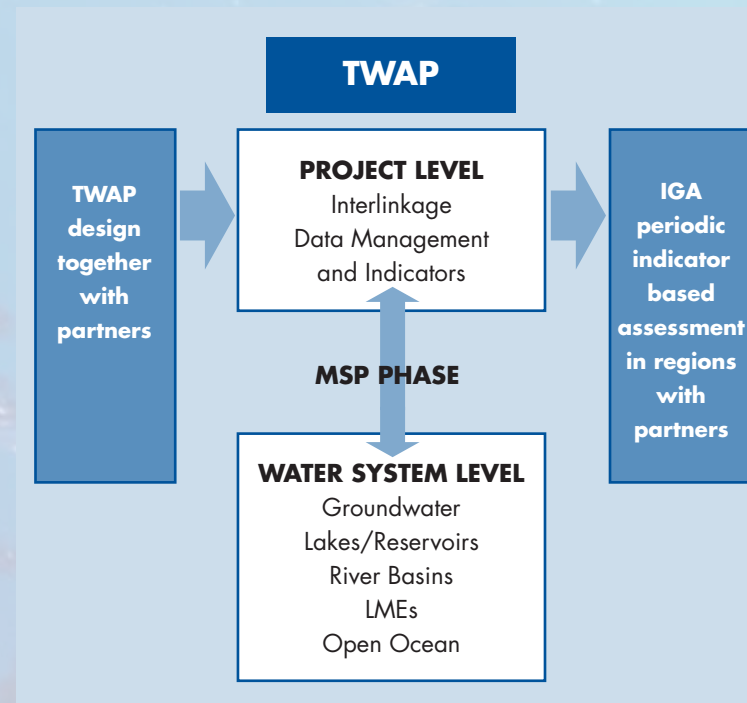 TWAP
TWAP
design
together
with
partners
PROJECT LEVEL
Interlinkage
Data Management
and Indicators
MSP PHASE
WATER SYSTEM LEVEL
Groundwater
Lakes/Reservoirs
River Basins
LMEs
Open Ocean
IGA
periodic
indicator
based
assessment
in regions
with
partners